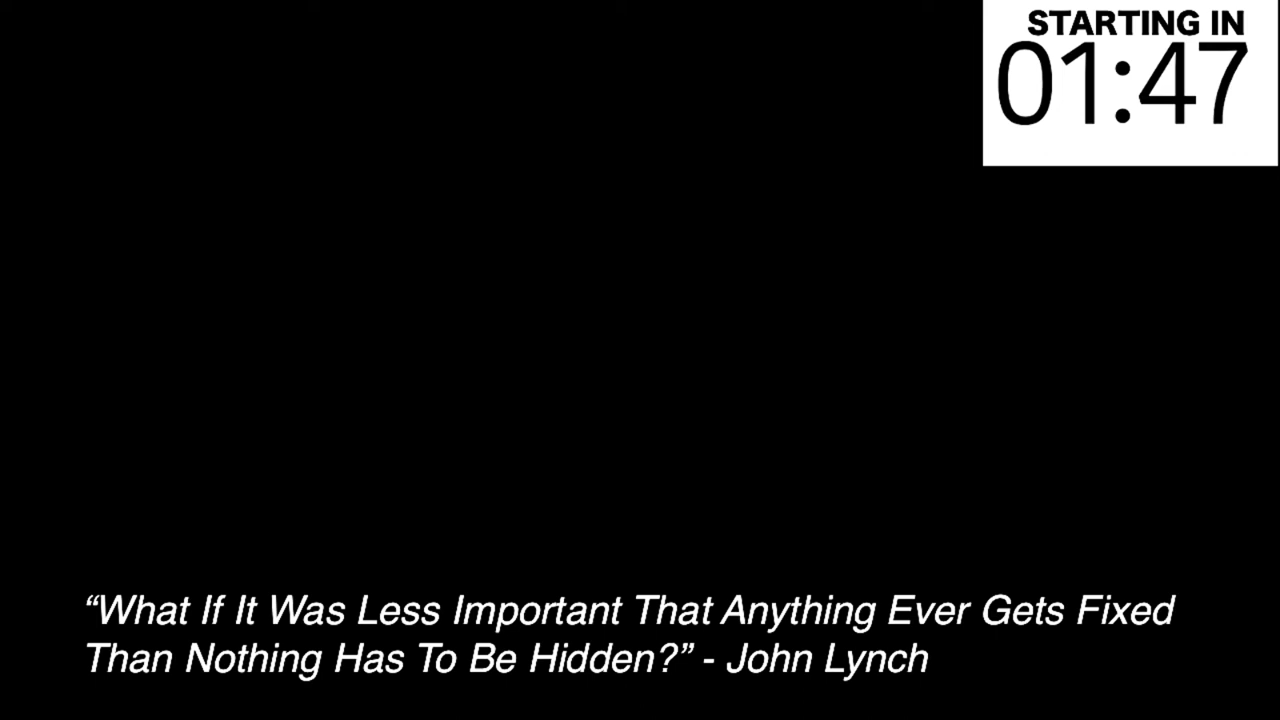 STARTING IN
01:47
“What If It Was Less Important That Anything Ever Gets Fixed
Than Nothing Has To Be Hidden?” - John Lynch